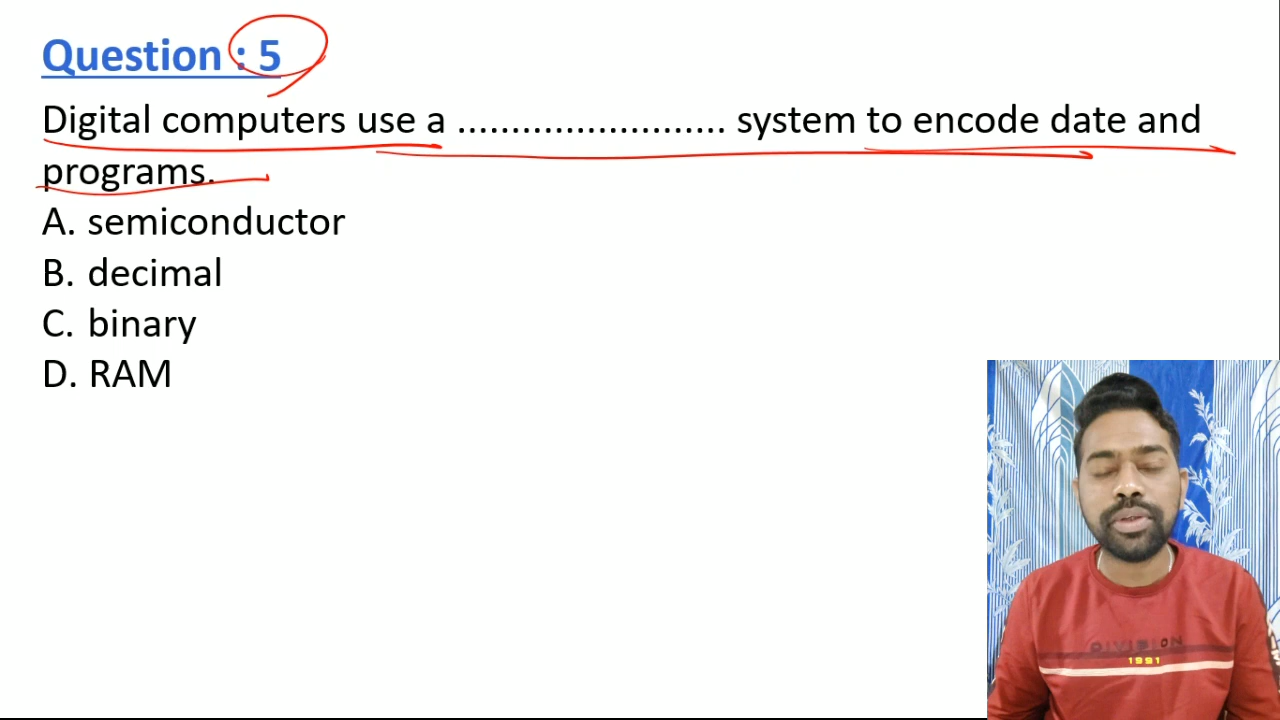 Question : 5
Digital computers use a ......................... system to encode date and
programs.
A. semiconductor
B. decimal
C. binary
D. RAM
DIVISION
1991